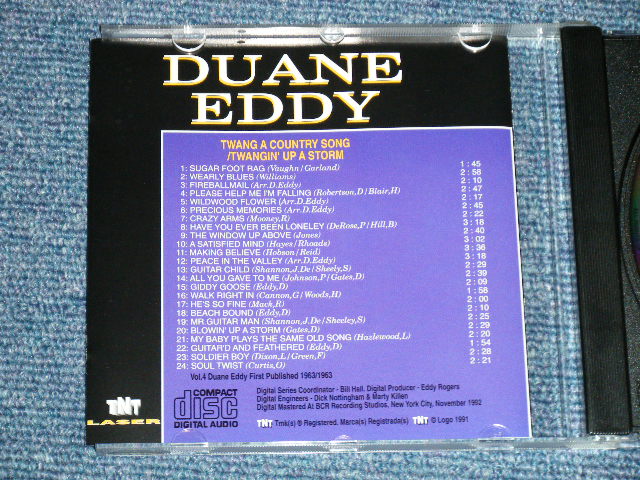 DUANE
EDDY
TWANG A COUNTRY SONG
/TWANGIN' UP A STORM
1: SUGAR FOOT RAG (Vaughn/Garland) 1:45
2: WEARLY BLUES (Williams) 2:58
3: FIREBALLMAIL (Arr.D.Eddy) 2:10
4: PLEASE HELP ME I'M FALLING (Robertson,D/Blair,H) 2:47
5: WILDWOOD FLOWER (Arr.D.Eddy) 2:17
6: PRECIOUS MEMORIES (Arr.D.Eddy) 2:45
7: CRAZY ARMS (Mooney,R) 2:22
8: HAVE YOU EVER BEEN LONELEY (DeRose,P/Hill,B) 3:18
9: THE WINDOW UP ABOVE (Jones) 2:40
10: A SATISFIED MIND (Hayes/Rhoads) 3:02
11: MAKING BELIEVE (Hobson/Reid) 3:36
12: PEACE IN THE VALLEY (Arr.D.Eddy) 3:18
13: GUITAR CHILD (Shannon,J.De/Sheely,S) 2:29
14: ALL YOU GAVE TO ME (Johnson,P/Gates,D) 2:39
15: GIDDY GOOSE (Eddy,D) 2:09
16: WALK RIGHT IN (Cannon,G/Woods,H) 1:58
17: HE'S SO FINE (Mack,R) 2:00
18: BEACH BOUND (Eddy,D) 2:10
19: MR.GUITAR MAN (Shannon,J.De/Sheeley,S) 2:25
20: BLOWIN' UP A STORM (Gates,D) 2:29
21: MY BABY PLAYS THE SAME OLD SONG (Hazlewood,L) 2:20
22: GUITAR'D AND FEATHERED (Eddy,D) 1:54
23: SOLDIER BOY (Dixon,L/Green,F) 2:28
24: SOUL TWIST (Curtis,O) 2:21
Vol.4 Duane Eddy First Published 1963/1963
COMPACT
disc
DIGITAL AUDIO
Digital Series Coordinator - Bill Hall. Digital Producer - Eddy Rogers
Digital Engineers - Dick Nottingham & Marty Killen
Digital Mastered At BCR Recording Studios, New York City, November 1992
TNT Tmk(s) ® Registered. Marca(s) Registrada(s) TNT © Logo 1991
TNT
LASER